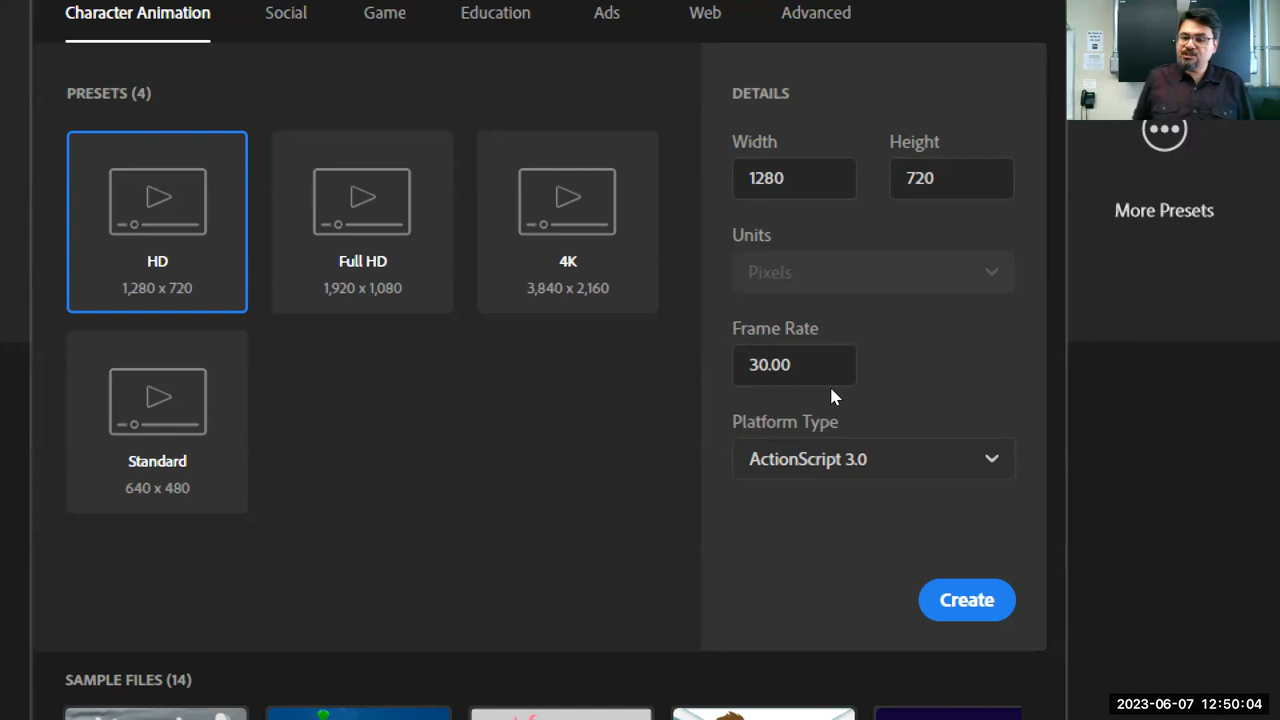 Character Animation
Social
Game
Education
Ads
Web
Advanced
PRESETS (4)
HD
1,280 x 720
Full HD
1,920 x 1,080
4K
3,840 x 2,160
Standard
640 x 480
DETAILS
Width
Height
1280
720
Units
Pixels
Frame Rate
30.00
Platform Type
ActionScript 3.0
Create
More Presets
SAMPLE FILES (14)
2023-06-07 12:50:04